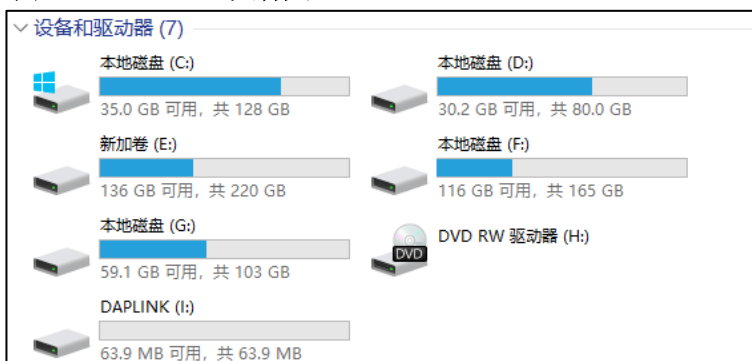 设备和驱动器 (7)
本地磁盘 (C:)
35.0 GB 可用，共 128 GB
本地磁盘 (D:)
30.2 GB 可用，共 80.0 GB
新加卷 (E:)
136 GB 可用，共 220 GB
本地磁盘 (F:)
116 GB 可用，共 165 GB
本地磁盘 (G:)
59.1 GB 可用，共 103 GB
DVD
DVD RW 驱动器 (H:)
DAPLINK (I:)
63.9 MB 可用，共 63.9 MB